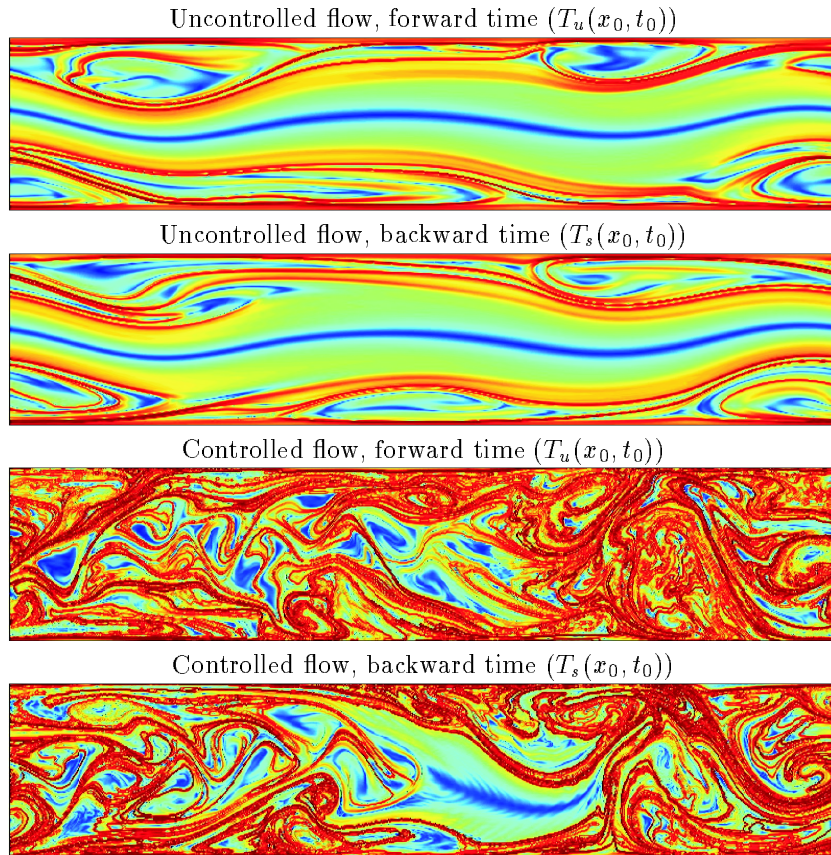 Uncontrolled flow, forward time (T_u(x_0, t_0))
Uncontrolled flow, backward time (T_s(x_0, t_0))
Controlled flow, forward time (T_u(x_0, t_0))
Controlled flow, backward time (T_s(x_0, t_0))